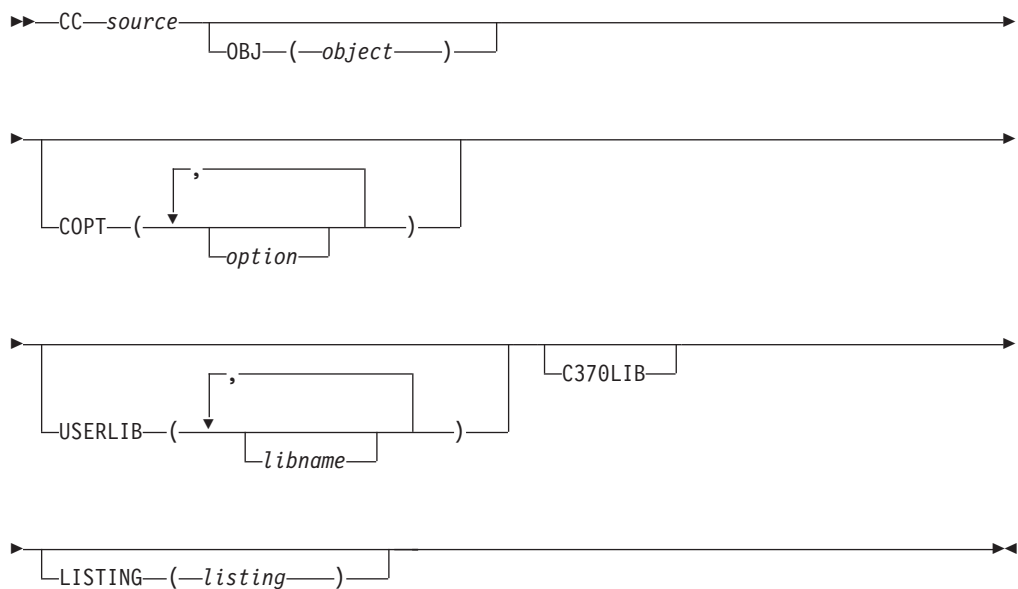 CC source
OBJ ( object )
,
COPT ( )
option
,
C370LIB
USERLIB ( )
libname
LISTING ( listing )